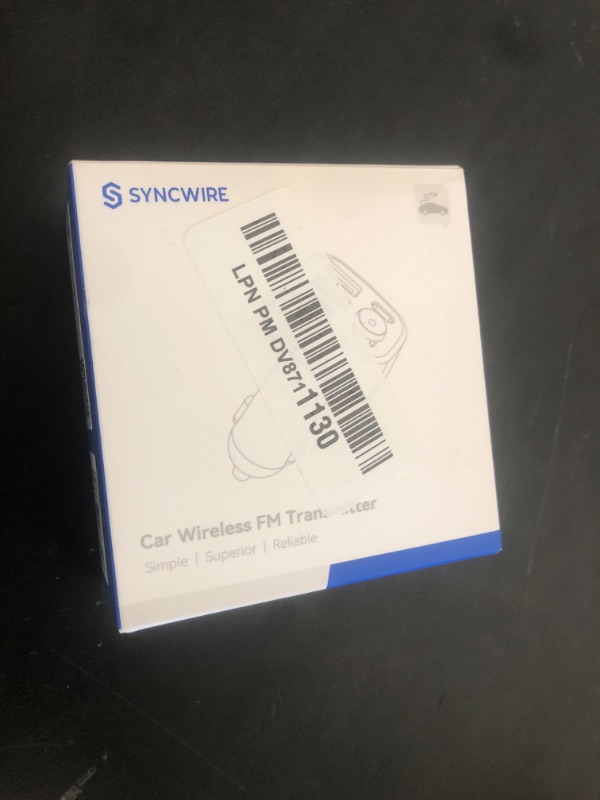 SYNCWIRE
LPN PM DV8711130
Car Wireless FM Transmitter
Simple | Superior | Reliable